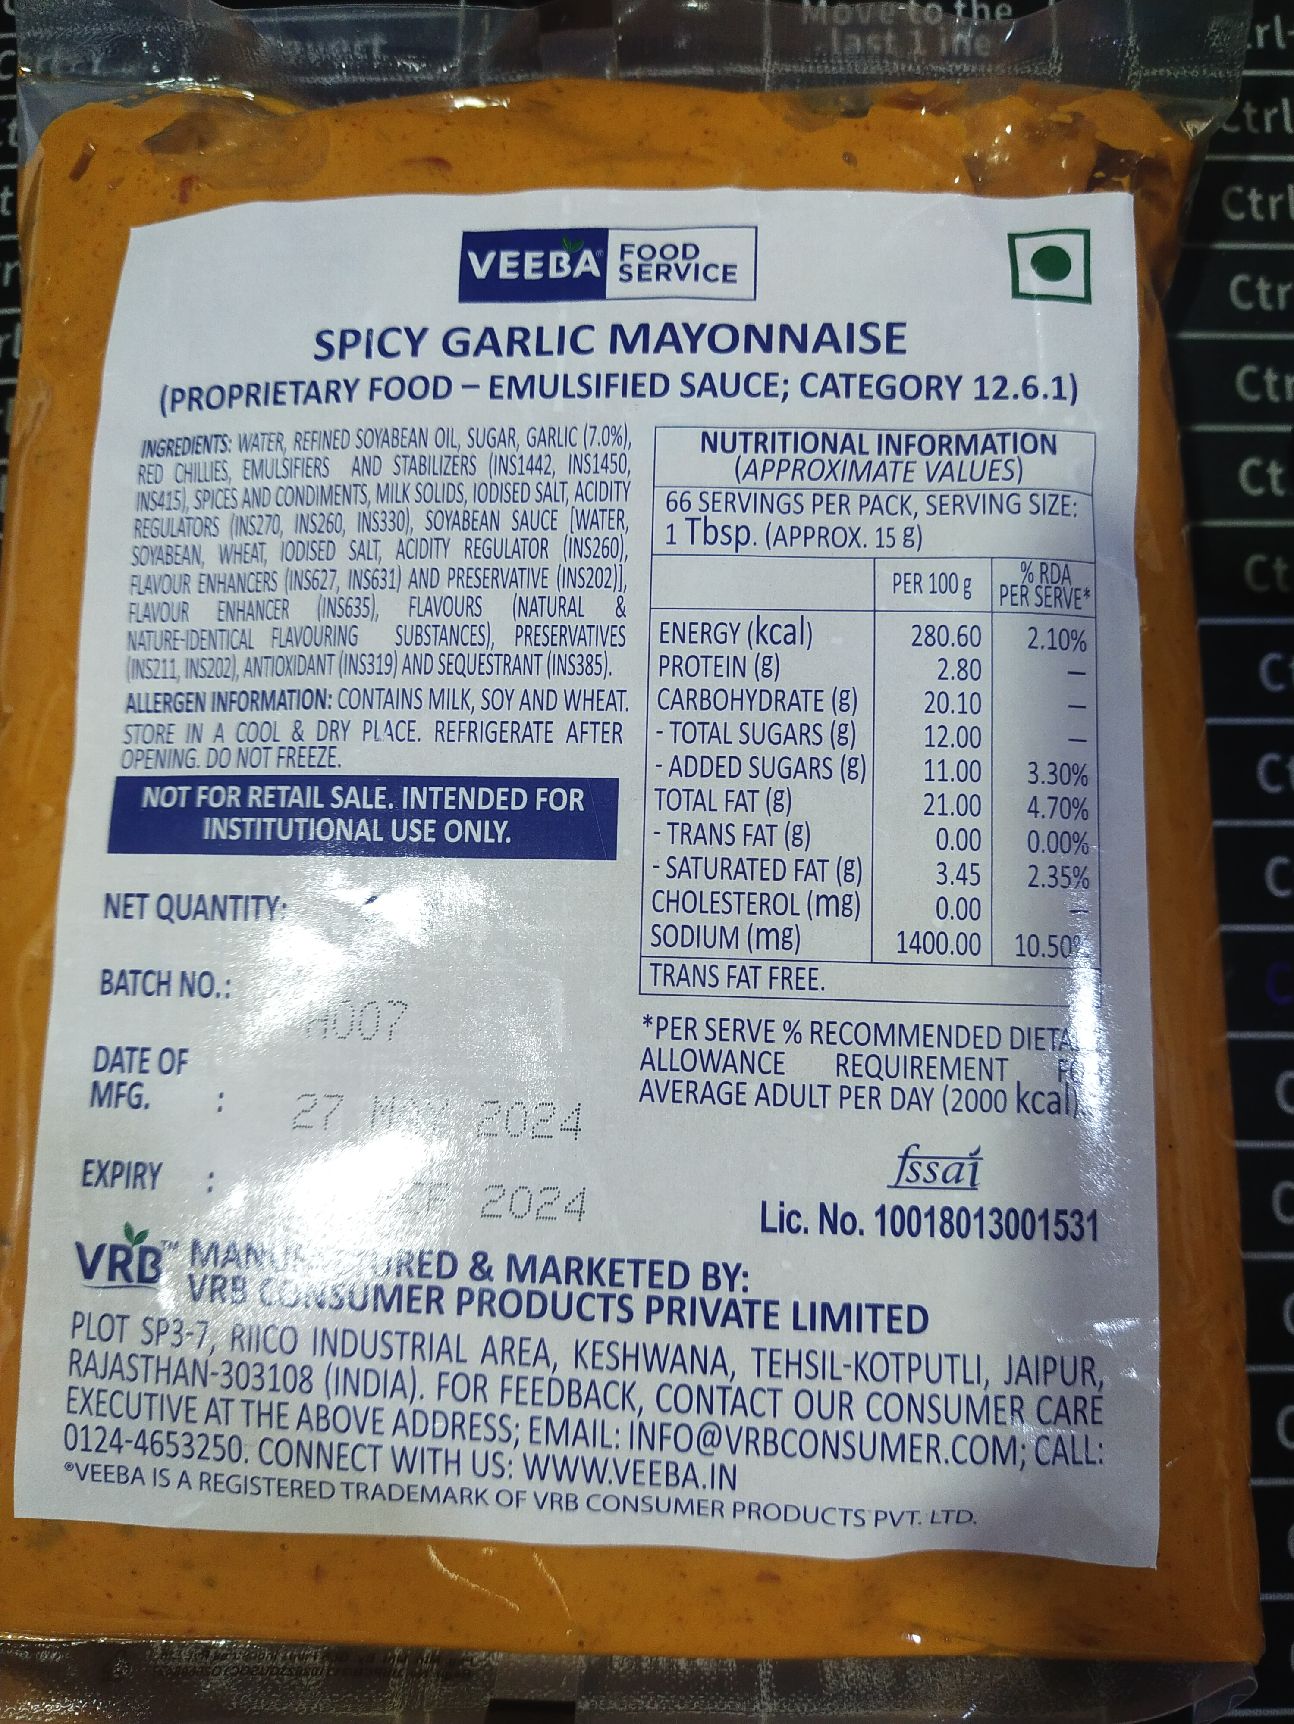 Move to the
last line
VEEBA® FOOD SERVICE
SPICY GARLIC MAYONNAISE
(PROPRIETARY FOOD – EMULSIFIED SAUCE; CATEGORY 12.6.1)
INGREDIENTS: WATER, REFINED SOYABEAN OIL, SUGAR, GARLIC (7.0%),
RED CHILLIES, EMULSIFIERS AND STABILIZERS (INS1442, INS1450,
INS415), SPICES AND CONDIMENTS, MILK SOLIDS, IODISED SALT, ACIDITY
REGULATORS (INS270, INS260, INS330), SOYABEAN SAUCE [WATER,
SOYABEAN, WHEAT, IODISED SALT, ACIDITY REGULATOR (INS260),
FLAVOUR ENHANCERS (INS627, INS631) AND PRESERVATIVE (INS202)],
FLAVOUR ENHANCER (INS635), FLAVOURS (NATURAL &
NATURE-IDENTICAL FLAVOURING SUBSTANCES), PRESERVATIVES
(INS211, INS202), ANTIOXIDANT (INS319) AND SEQUESTRANT (INS385).
ALLERGEN INFORMATION: CONTAINS MILK, SOY AND WHEAT.
STORE IN A COOL & DRY PLACE. REFRIGERATE AFTER
OPENING. DO NOT FREEZE.
NOT FOR RETAIL SALE. INTENDED FOR
INSTITUTIONAL USE ONLY.
NET QUANTITY:
BATCH NO.: A007
DATE OF
MFG. : 27 2024
EXPIRY : 2024
NUTRITIONAL INFORMATION
(APPROXIMATE VALUES)
66 SERVINGS PER PACK, SERVING SIZE:
1 Tbsp. (APPROX. 15 g)
PER 100 g % RDA PER SERVE*
ENERGY (kcal) 280.60 2.10%
PROTEIN (g) 2.80 –
CARBOHYDRATE (g) 20.10 –
- TOTAL SUGARS (g) 12.00 –
- ADDED SUGARS (g) 11.00 3.30%
TOTAL FAT (g) 21.00 4.70%
- TRANS FAT (g) 0.00 0.00%
- SATURATED FAT (g) 3.45 2.35%
CHOLESTEROL (mg) 0.00 –
SODIUM (mg) 1400.00 10.50%
TRANS FAT FREE.
*PER SERVE % RECOMMENDED
ALLOWANCE REQUIREMENT
AVERAGE ADULT PER DAY (2000 kcal)
fssai
Lic. No. 10018013001531
VRB™ MANUFACTURED & MARKETED BY:
VRB CONSUMER PRODUCTS PRIVATE LIMITED
PLOT SP3-7, RIICO INDUSTRIAL AREA, KESHWANA, TEHSIL-KOTPUTLI, JAIPUR,
RAJASTHAN-303108 (INDIA). FOR FEEDBACK, CONTACT OUR CONSUMER CARE
EXECUTIVE AT THE ABOVE ADDRESS; EMAIL: INFO@VRBCONSUMER.COM; CALL:
0124-4653250. CONNECT WITH US: WWW.VEEBA.IN
®VEEBA IS A REGISTERED TRADEMARK OF VRB CONSUMER PRODUCTS PVT. LTD.